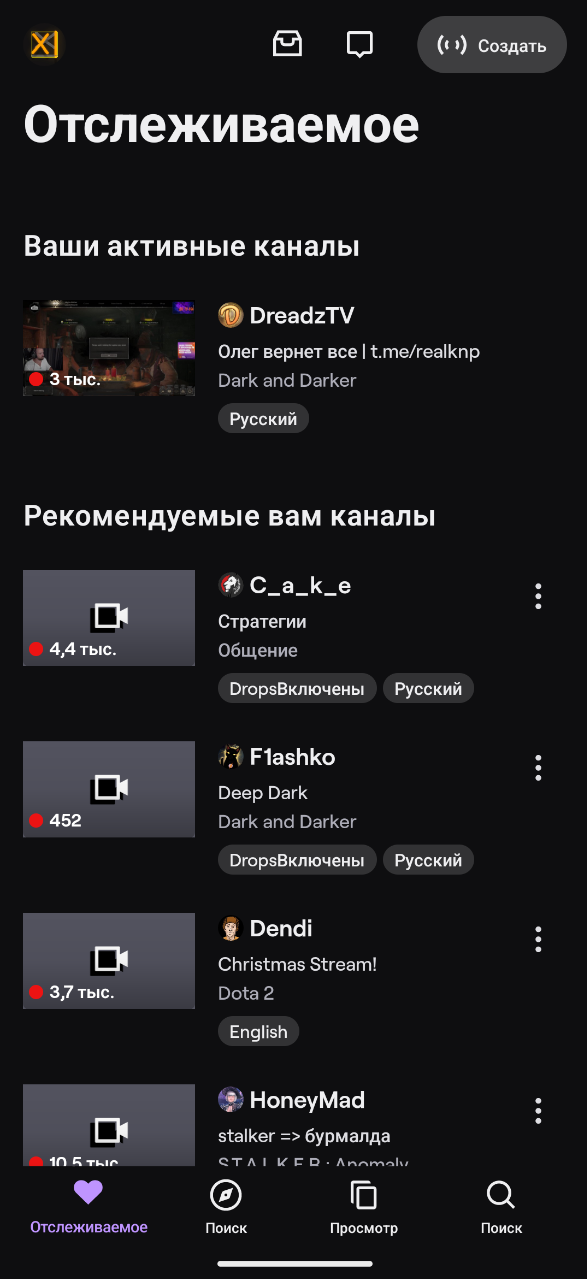 Создать
Отслеживаемое
Ваши активные каналы
DreadzTV
Олег вернет все | t.me/realknp
Dark and Darker
3 тыс.
Русский
Рекомендуемые вам каналы
C_a_k_e
Стратегии
Общение
4,4 тыс.
DropsВключены Русский
F1ashko
Deep Dark
Dark and Darker
452
DropsВключены Русский
Dendi
Christmas Stream!
Dota 2
3,7 тыс.
English
HoneyMad
stalker => бурмалда
S.T.A.L.K.E.R.: Anomaly
10,5 тыс.
Отслеживаемое Поиск Просмотр Поиск